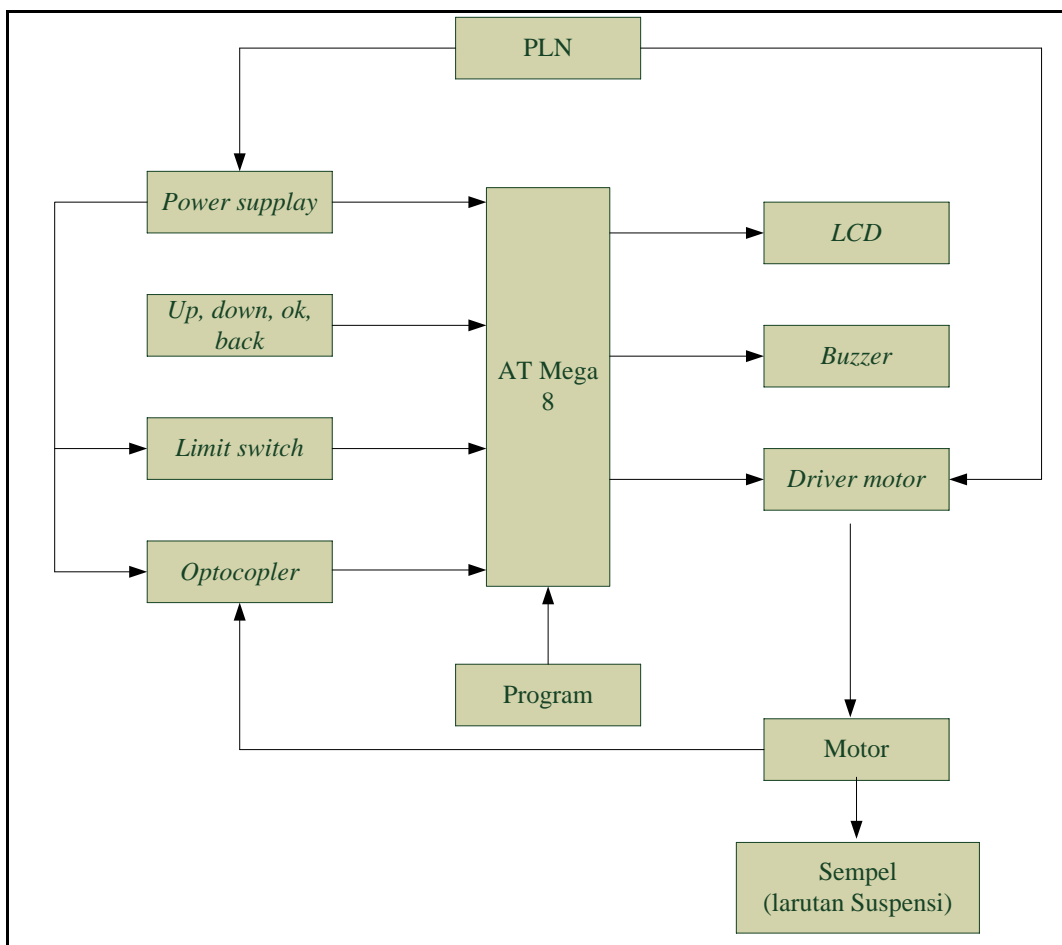 PLN
Power supplay
LCD
Up, down, ok,
back
AT Mega
8
Buzzer
Limit switch
Driver motor
Optocopler
Program
Motor
Sempel
(larutan Suspensi)